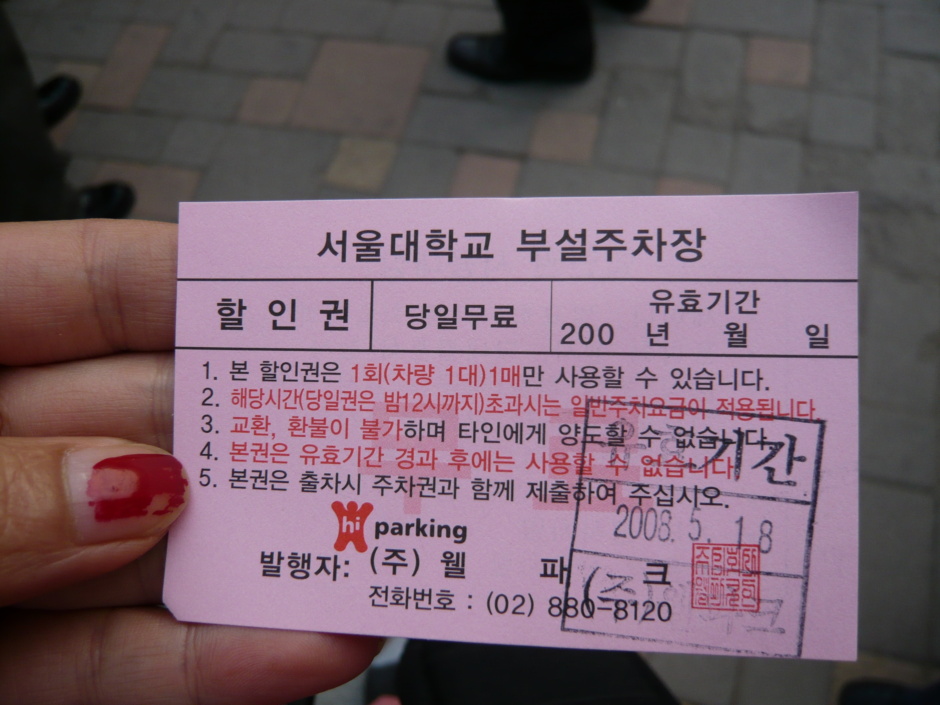 서울대학교 부설주차장
할 인 권
당일무료
유효기간
200 년 월 일
1. 본 할인권은 1회(차량 1대)1매만 사용할 수 있습니다.
2. 해당시간(당일권은 밤12시까지)초과시는 일반주차요금이 적용됩니다.
3. 교환, 환불이 불가하며 타인에게 양도할 수 없습니다.
4. 본권은 유효기간 경과 후에는 사용할 수 없습니다.
5. 본권은 출차시 주차권과 함께 제출하여 주십시오.
기간
2008. 5. 18
hi parking
발행자: (주) 웰 파 크
(주)
전화번호 : (02) 880-8120